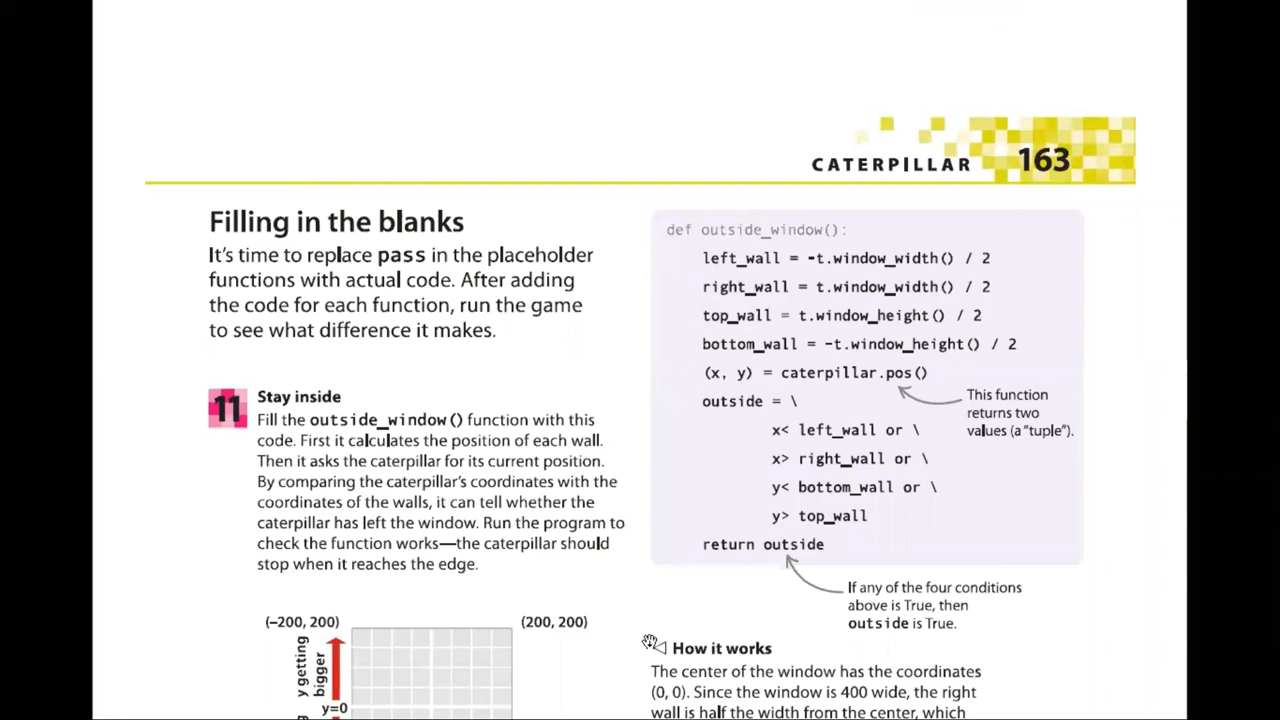 CATERPILLAR 163
Filling in the blanks
It's time to replace pass in the placeholder
functions with actual code. After adding
the code for each function, run the game
to see what difference it makes.
11
Stay inside
Fill the outside_window() function with this
code. First it calculates the position of each wall.
Then it asks the caterpillar for its current position.
By comparing the caterpillar's coordinates with the
coordinates of the walls, it can tell whether the
caterpillar has left the window. Run the program to
check the function works—the caterpillar should
stop when it reaches the edge.
(–200, 200)
(200, 200)
y getting
bigger
y=0
def outside_window():
left_wall = -t.window_width() / 2
right_wall = t.window_width() / 2
top_wall = t.window_height() / 2
bottom_wall = -t.window_height() / 2
(x, y) = caterpillar.pos()
outside = \
x< left_wall or \
x> right_wall or \
y< bottom_wall or \
y> top_wall
return outside
This function
returns two
values (a "tuple").
If any of the four conditions
above is True, then
outside is True.
How it works
The center of the window has the coordinates
(0, 0). Since the window is 400 wide, the right
wall is half the width from the center, which